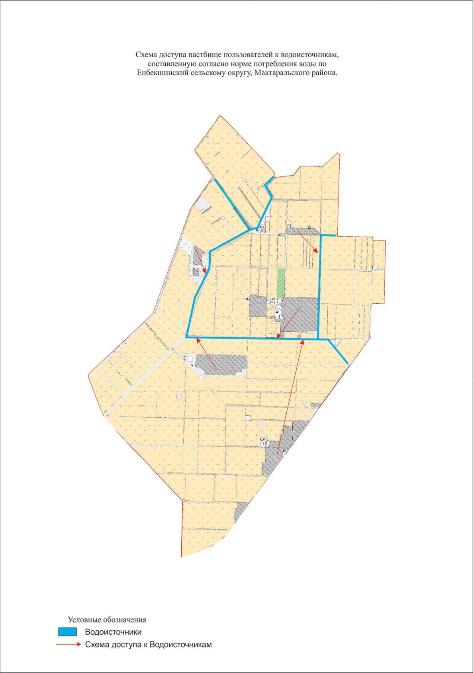 Схема доступа пастбище пользователей к водоисточникам,
составленную согласно норме потребления воды по
Енбекшинский сельскому округу, Мактаральского района.
Условные обозначения
Водоисточники
Схема доступа к Водоисточникам